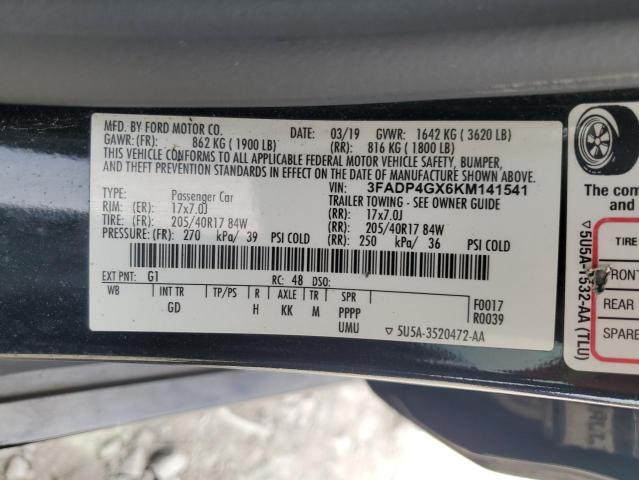 MFD. BY FORD MOTOR CO. DATE: 03/19 GVWR: 1642 KG ( 3620 LB)
GAWR: (FR): 862 KG ( 1900 LB) (RR): 816 KG ( 1800 LB)
THIS VEHICLE CONFORMS TO ALL APPLICABLE FEDERAL MOTOR VEHICLE SAFETY, BUMPER,
AND THEFT PREVENTION STANDARDS IN EFFECT ON THE DATE OF MANUFACTURE SHOWN ABOVE.
VIN: 3FADP4GX6KM141541
TYPE: Passenger Car TRAILER TOWING - SEE OWNER GUIDE
RIM: (ER): 17x7.0J (RR): 17x7.0J
TIRE: (FR): 205/40R17 84W (RR): 205/40R17 84W
PRESSURE: (FR): 270 kPa/ 39 PSI COLD (RR): 250 kPa/ 36 PSI COLD
EXT PNT: G1 RC: 48 DSO:
WB INT TR TP/PS R AXLE TR SPR F0017
GD H KK M PPPP R0039
UMU ▽ 5U5A-3520472-AA
The com
number
TIRE
FRONT
REAR
SPARE
▽ 5U5A-1532-AA (TLU)